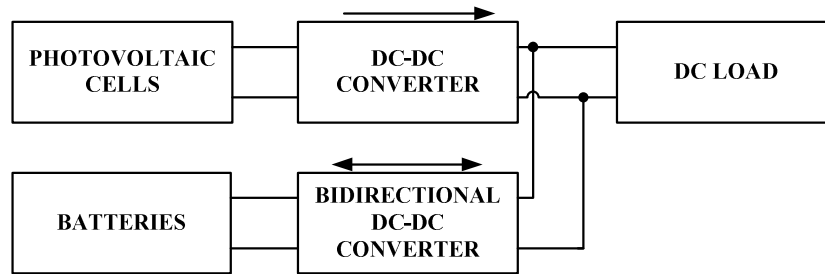 PHOTOVOLTAIC
CELLS
DC-DC
CONVERTER
DC LOAD
BATTERIES
BIDIRECTIONAL
DC-DC
CONVERTER